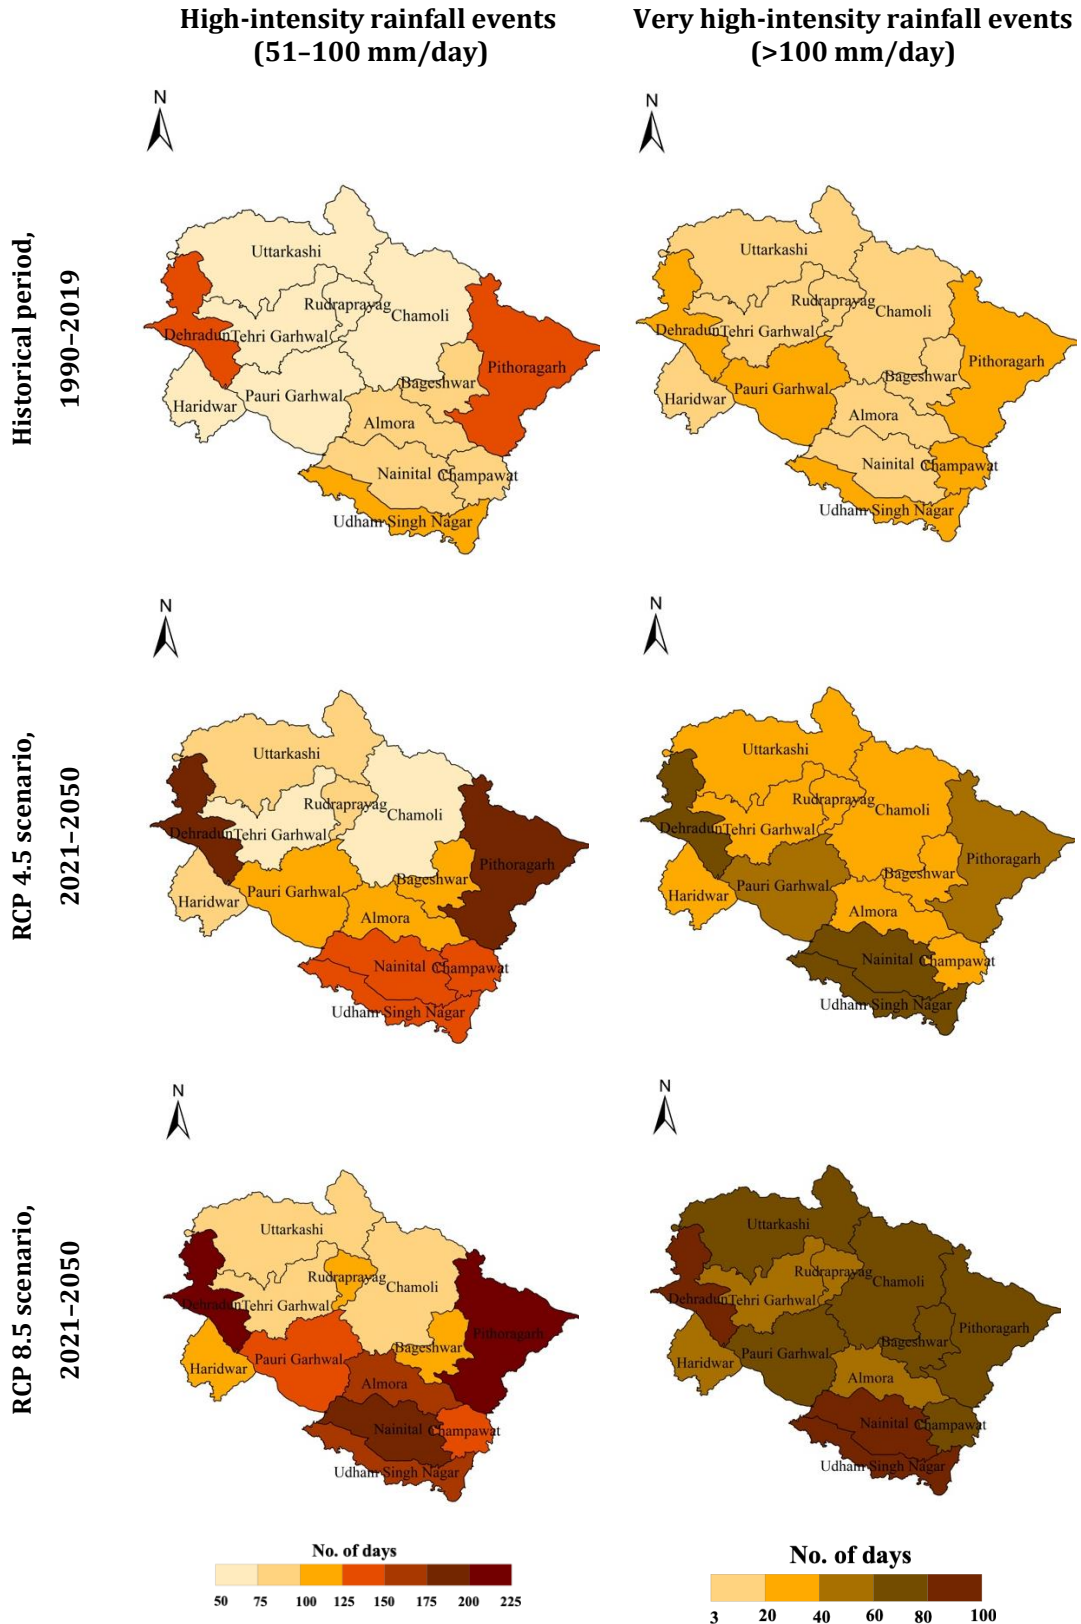 High-intensity rainfall events
(51–100 mm/day)
Very high-intensity rainfall events
(>100 mm/day)
Historical period,
1990–2019
N
Uttarkashi
Rudraprayag
Chamoli
Dehradun
Tehri Garhwal
Pithoragarh
Bageshwar
Haridwar
Pauri Garhwal
Almora
Nainital
Champawat
Udham Singh Nagar
N
Uttarkashi
Rudraprayag
Chamoli
Dehradun
Tehri Garhwal
Pithoragarh
Bageshwar
Haridwar
Pauri Garhwal
Almora
Nainital
Champawat
Udham Singh Nagar
RCP 4.5 scenario,
2021–2050
N
Uttarkashi
Rudraprayag
Chamoli
Dehradun
Tehri Garhwal
Pithoragarh
Bageshwar
Haridwar
Pauri Garhwal
Almora
Nainital
Champawat
Udham Singh Nagar
N
Uttarkashi
Rudraprayag
Chamoli
Dehradun
Tehri Garhwal
Pithoragarh
Bageshwar
Haridwar
Pauri Garhwal
Almora
Nainital
Champawat
Udham Singh Nagar
RCP 8.5 scenario,
2021–2050
N
Uttarkashi
Rudraprayag
Chamoli
Dehradun
Tehri Garhwal
Pithoragarh
Bageshwar
Haridwar
Pauri Garhwal
Almora
Nainital
Champawat
Udham Singh Nagar
N
Uttarkashi
Rudraprayag
Chamoli
Dehradun
Tehri Garhwal
Pithoragarh
Bageshwar
Haridwar
Pauri Garhwal
Almora
Nainital
Champawat
Udham Singh Nagar
No. of days
50 75 100 125 150 175 200 225
No. of days
3 20 40 60 80 100